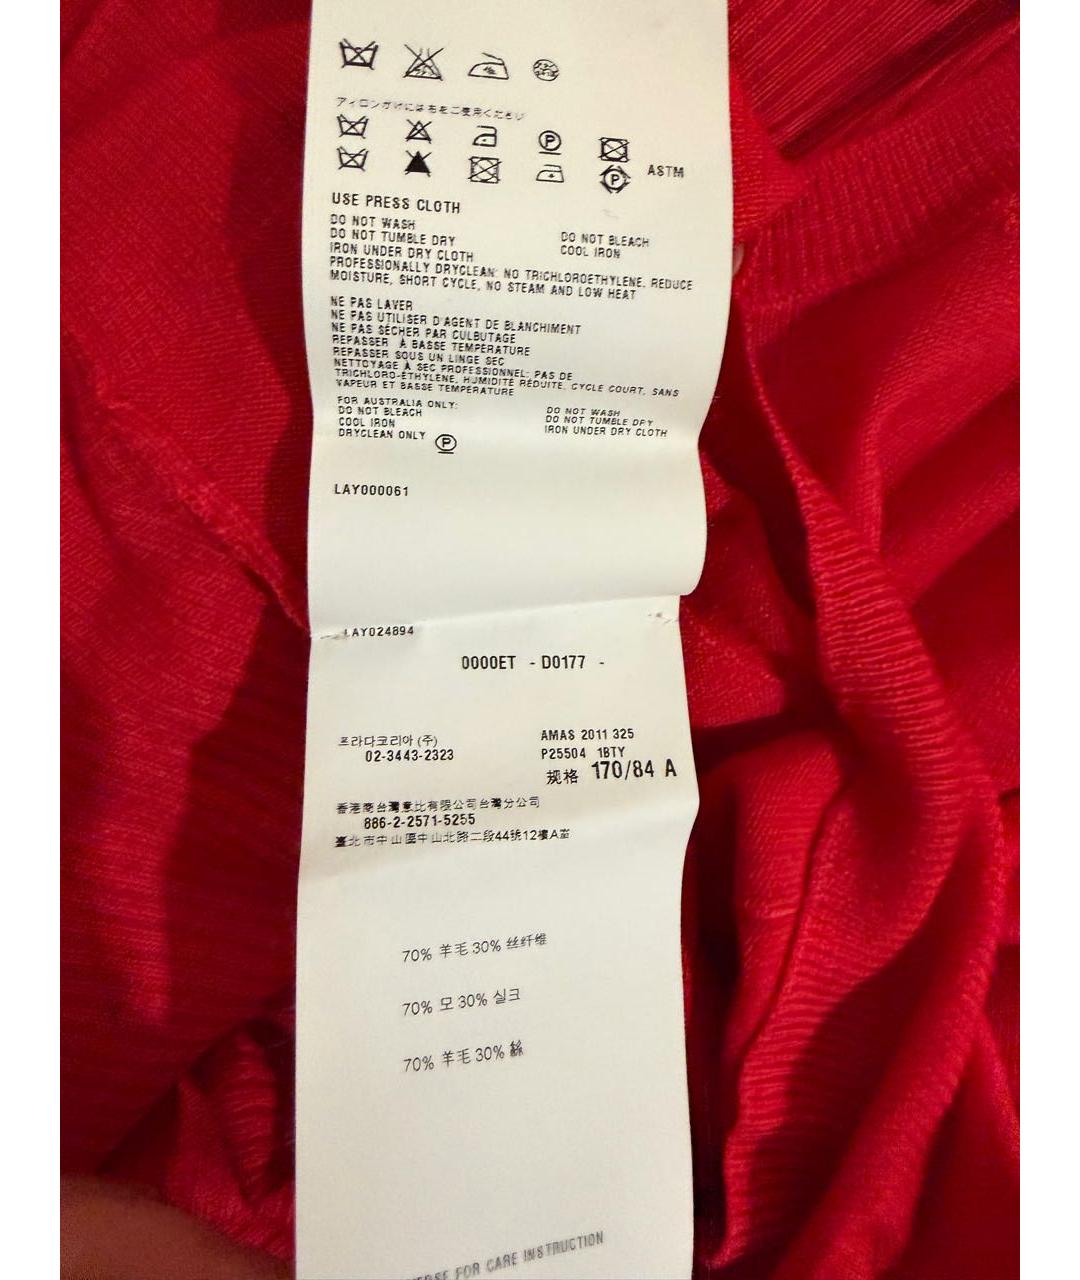 アイロンがけには布をご使用ください
P
P
ASTM
USE PRESS CLOTH
DO NOT WASH
DO NOT TUMBLE DRY
IRON UNDER DRY CLOTH
DO NOT BLEACH
COOL IRON
PROFESSIONALLY DRYCLEAN: NO TRICHLOROETHYLENE, REDUCE
MOISTURE, SHORT CYCLE, NO STEAM AND LOW HEAT
NE PAS LAVER
NE PAS UTILISER D'AGENT DE BLANCHIMENT
NE PAS SÉCHER PAR CULBUTAGE
REPASSER À BASSE TEMPÉRATURE
REPASSER SOUS UN LINGE SEC
NETTOYAGE À SEC PROFESSIONNEL: PAS DE
TRICHLORO-ÉTHYLÈNE, HUMIDITÉ RÉDUITE, CYCLE COURT, SANS
VAPEUR ET BASSE TEMPÉRATURE
FOR AUSTRALIA ONLY:
DO NOT BLEACH
COOL IRON
DRYCLEAN ONLY P
DO NOT WASH
DO NOT TUMBLE DRY
IRON UNDER DRY CLOTH
LAY000061
LAY024894
0000ET - D0177 -
프라다코리아 (주)
02-3443-2323
AMAS 2011 325
P25504 1BTY
规格 170/84 A
香港商台灣意比有限公司台灣分公司
886-2-2571-5255
臺北市中山區中山北路二段44號12樓A室
70% 羊毛 30% 丝纤维
70% 모 30% 실크
70% 羊毛 30% 絲
FOR CARE INSTRUCTION